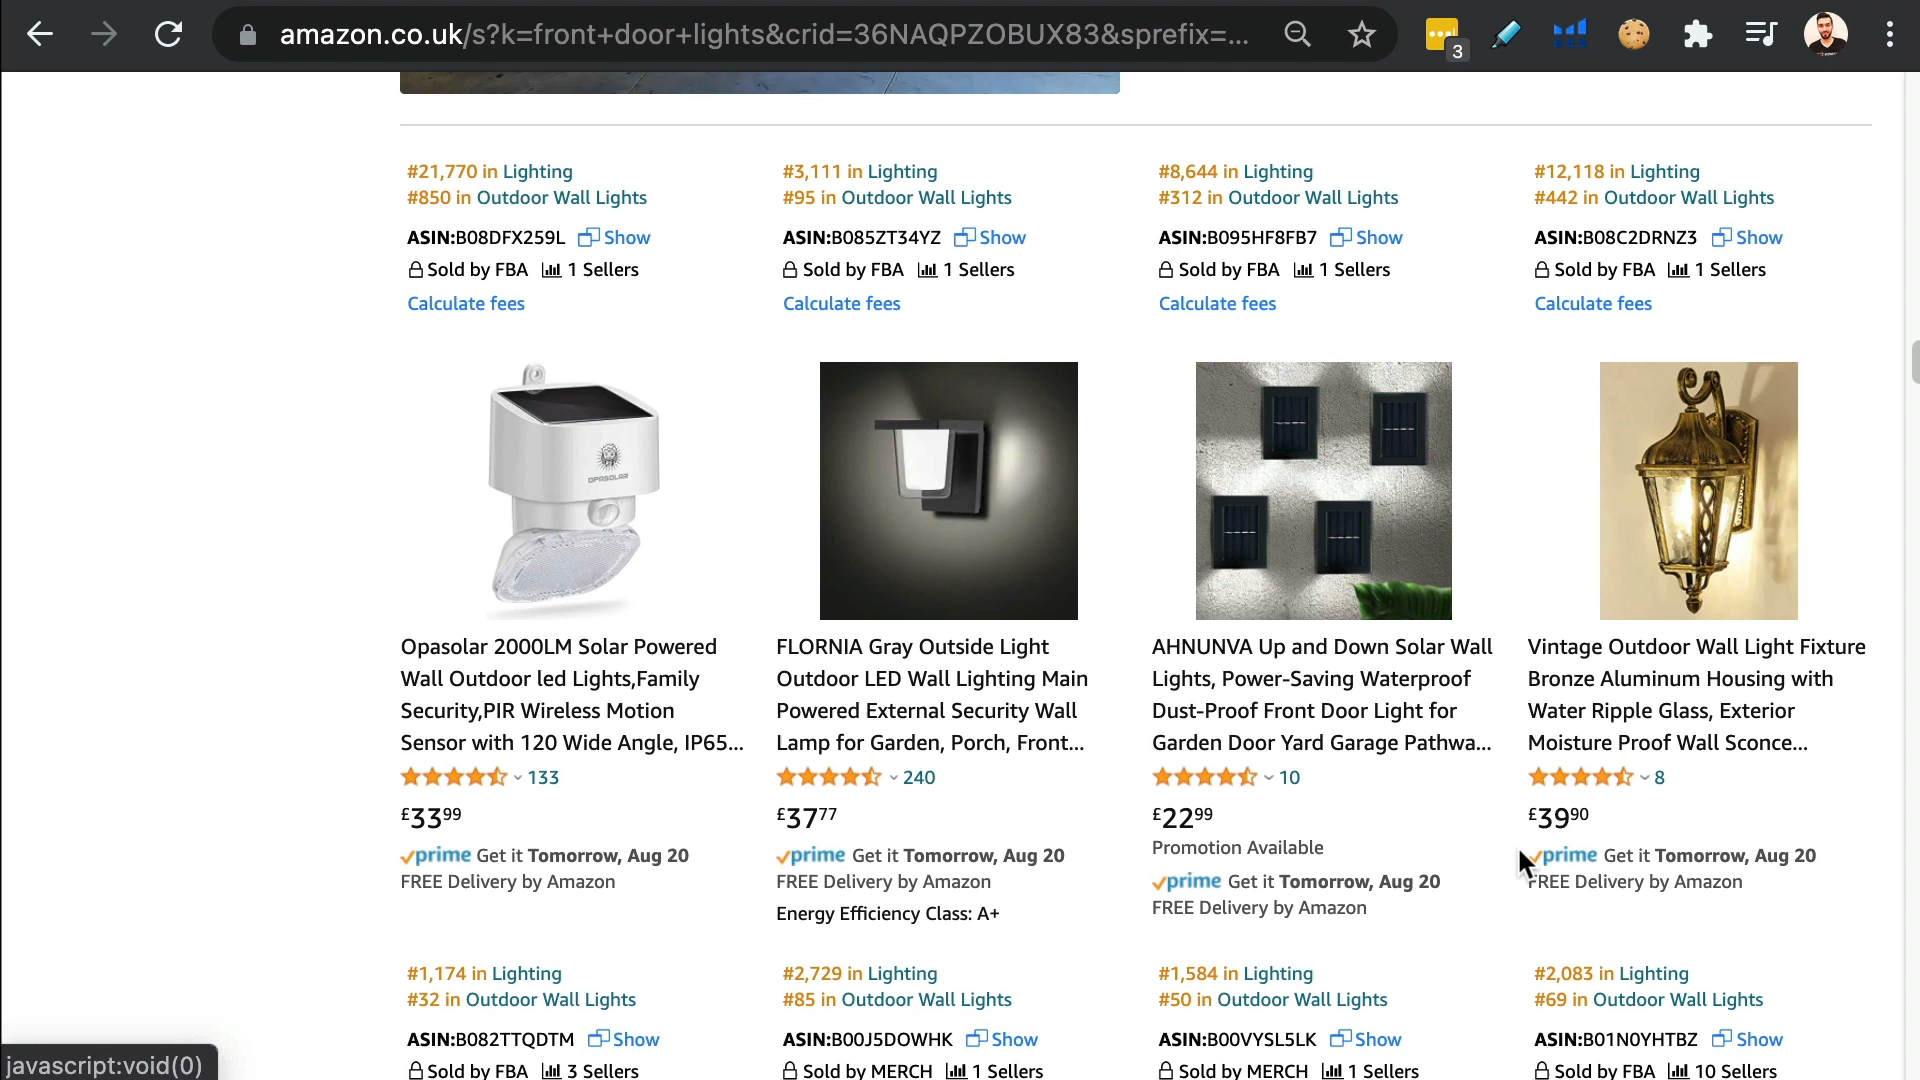 amazon.co.uk/s?k=front+door+lights&crid=36NAQPZOBUX83&sprefix=...
3
#21,770 in Lighting
#850 in Outdoor Wall Lights
ASIN:B08DFX259L Show
Sold by FBA 1 Sellers
Calculate fees
#3,111 in Lighting
#95 in Outdoor Wall Lights
ASIN:B085ZT34YZ Show
Sold by FBA 1 Sellers
Calculate fees
#8,644 in Lighting
#312 in Outdoor Wall Lights
ASIN:B095HF8FB7 Show
Sold by FBA 1 Sellers
Calculate fees
#12,118 in Lighting
#442 in Outdoor Wall Lights
ASIN:B08C2DRNZ3 Show
Sold by FBA 1 Sellers
Calculate fees
OPASOLAR
Opasolar 2000LM Solar Powered
Wall Outdoor led Lights,Family
Security,PIR Wireless Motion
Sensor with 120 Wide Angle, IP65...
133
£3399
prime Get it Tomorrow, Aug 20
FREE Delivery by Amazon
FLORNIA Gray Outside Light
Outdoor LED Wall Lighting Main
Powered External Security Wall
Lamp for Garden, Porch, Front...
240
£3777
prime Get it Tomorrow, Aug 20
FREE Delivery by Amazon
Energy Efficiency Class: A+
AHNUNVA Up and Down Solar Wall
Lights, Power-Saving Waterproof
Dust-Proof Front Door Light for
Garden Door Yard Garage Pathwa...
10
£2299
Promotion Available
prime Get it Tomorrow, Aug 20
FREE Delivery by Amazon
Vintage Outdoor Wall Light Fixture
Bronze Aluminum Housing with
Water Ripple Glass, Exterior
Moisture Proof Wall Sconce...
8
£3990
prime Get it Tomorrow, Aug 20
FREE Delivery by Amazon
#1,174 in Lighting
#32 in Outdoor Wall Lights
ASIN:B082TTQDTM Show
Sold by FBA 3 Sellers
#2,729 in Lighting
#85 in Outdoor Wall Lights
ASIN:B00J5DOWHK Show
Sold by MERCH 1 Sellers
#1,584 in Lighting
#50 in Outdoor Wall Lights
ASIN:B00VYSL5LK Show
Sold by MERCH 1 Sellers
#2,083 in Lighting
#69 in Outdoor Wall Lights
ASIN:B01N0YHTBZ Show
Sold by FBA 10 Sellers
javascript:void(0)